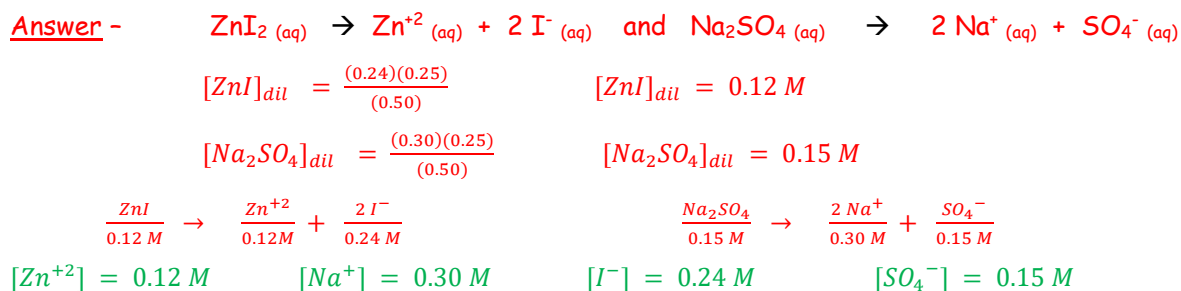 Answer – ZnI2 (aq) → Zn+2 (aq) + 2 I- (aq) and Na2SO4 (aq) → 2 Na+ (aq) + SO4- (aq)
[ZnI]dil = (0.24)(0.25)/(0.50) [ZnI]dil = 0.12 M
[Na2SO4]dil = (0.30)(0.25)/(0.50) [Na2SO4]dil = 0.15 M
ZnI/0.12 M → Zn+2/0.12M + 2 I−/0.24 M Na2SO4/0.15 M → 2 Na+/0.30 M + SO4−/0.15 M
[Zn+2] = 0.12 M [Na+] = 0.30 M [I−] = 0.24 M [SO4−] = 0.15 M